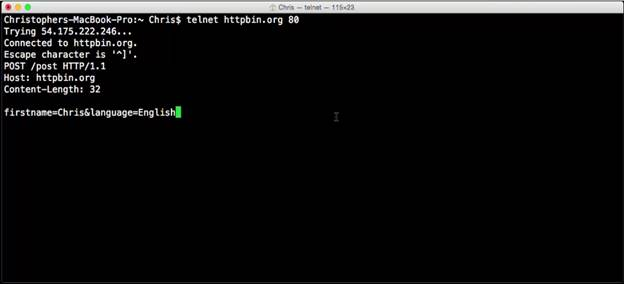 Chris — telnet — 115×23
Christophers-MacBook-Pro:~ Chris$ telnet httpbin.org 80
Trying 54.175.222.246...
Connected to httpbin.org.
Escape character is '^]'.
POST /post HTTP/1.1
Host: httpbin.org
Content-Length: 32

firstname=Chris&language=English